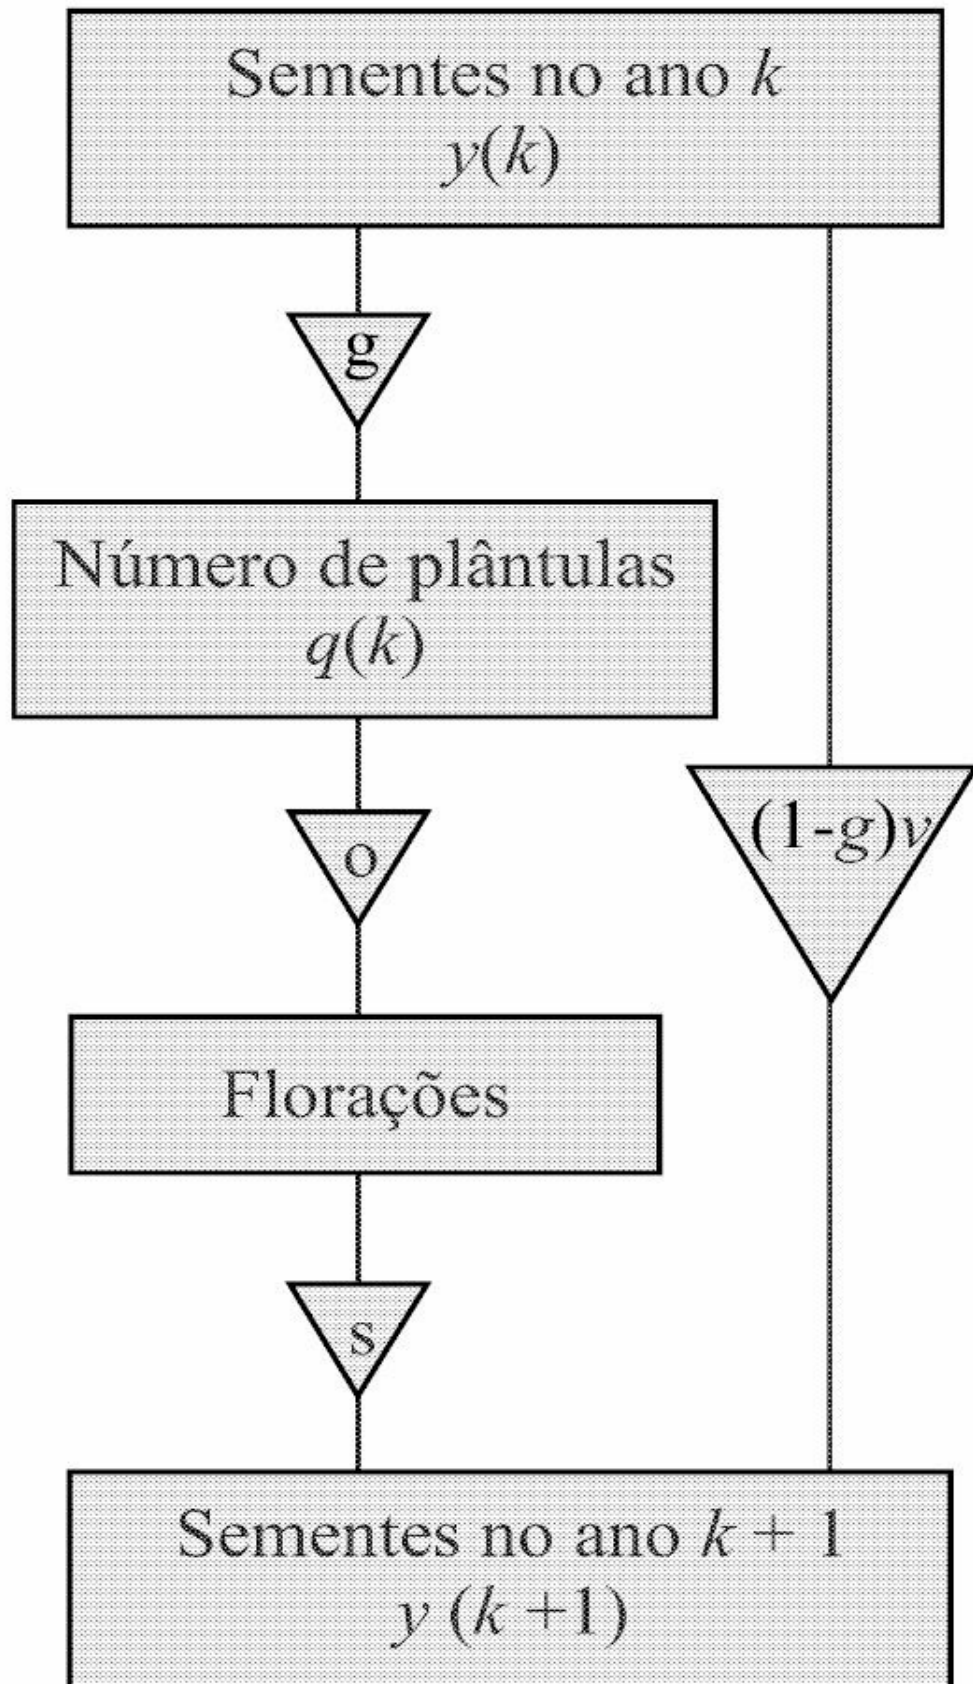 Sementes no ano k
y(k)
g
Número de plântulas
q(k)
o
(1-g)v
Florações
s
Sementes no ano k + 1
y (k +1)